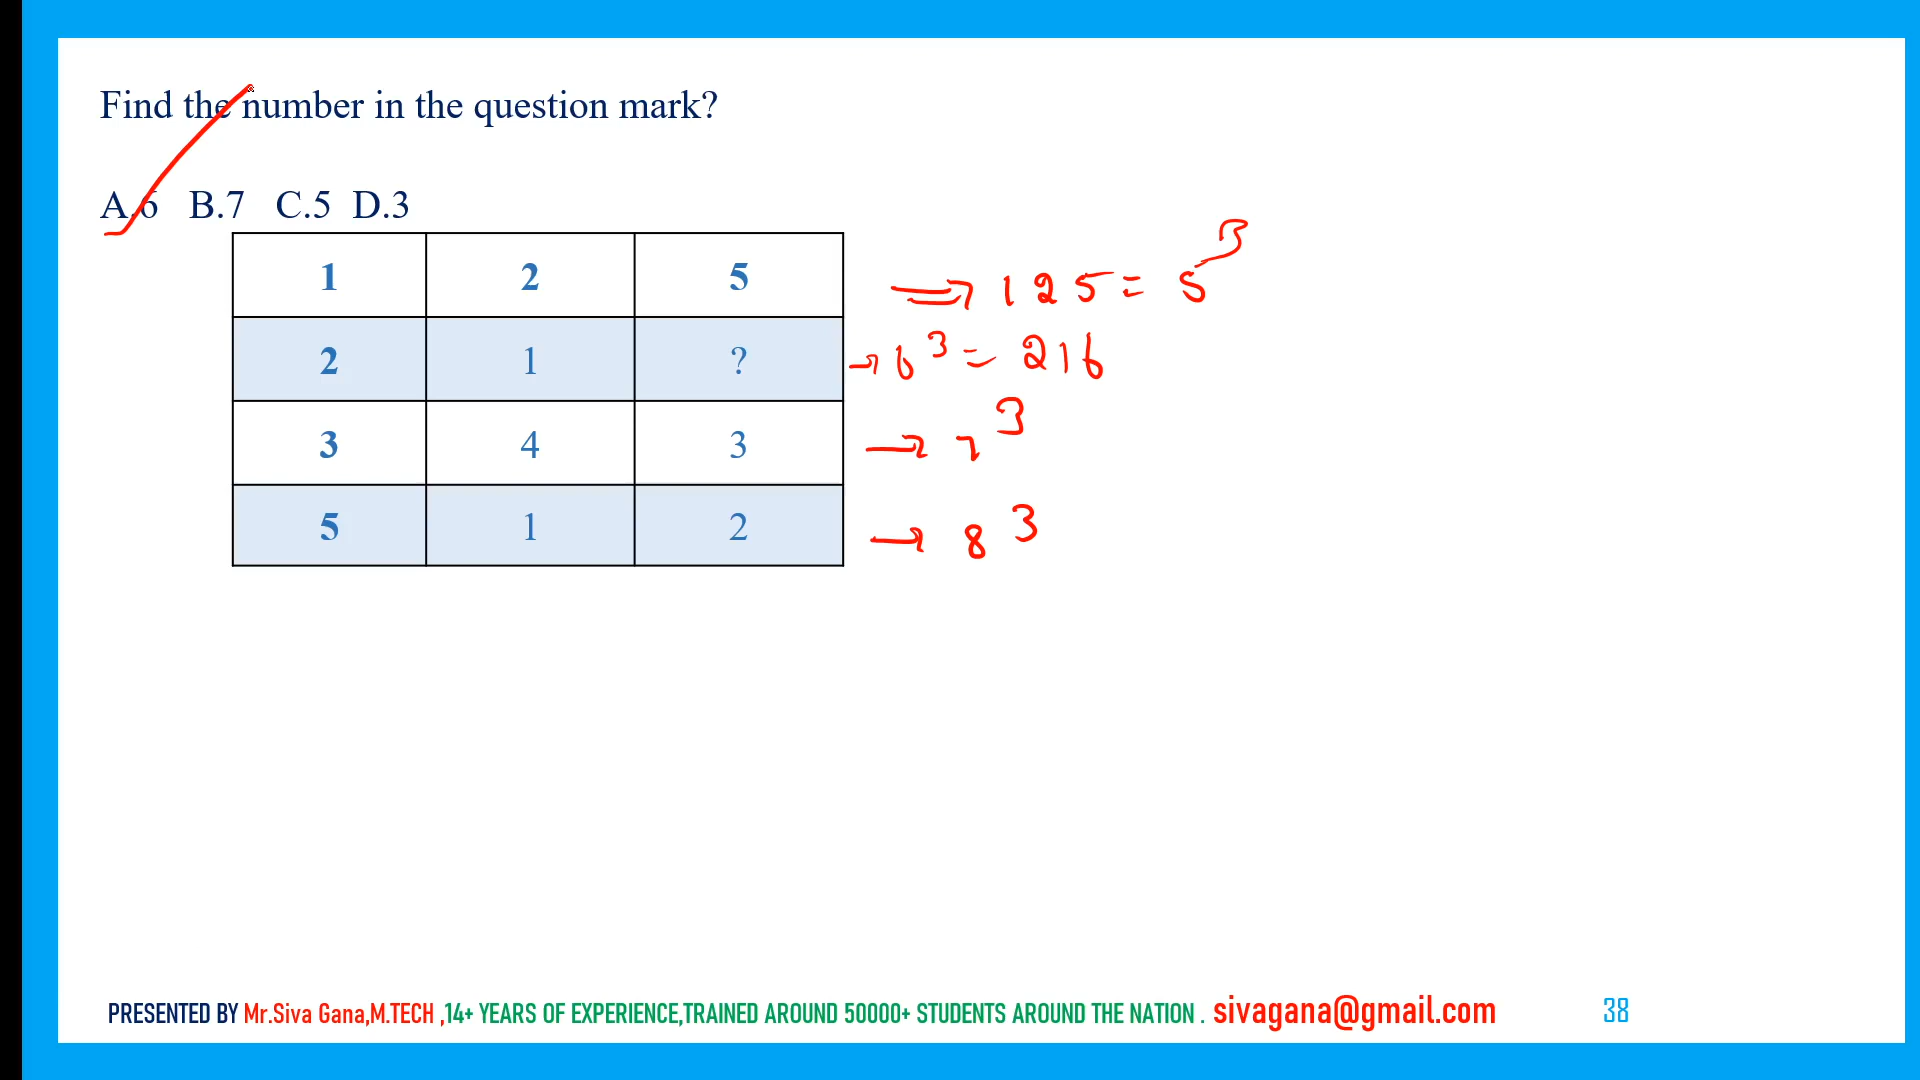 Find the number in the question mark?
A.6 B.7 C.5 D.3
1 2 5 → 125 = 5³
2 1 ? → 6³ = 216
3 4 3 → 7³
5 1 2 → 8³
PRESENTED BY Mr.Siva Gana,M.TECH ,14+ YEARS OF EXPERIENCE,TRAINED AROUND 50000+ STUDENTS AROUND THE NATION . sivagana@gmail.com 38